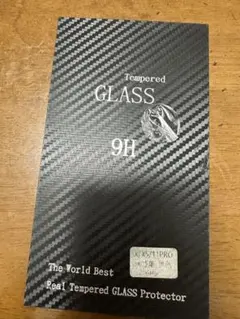 Tempered
GLASS
9H
The World Best
Real Tempered GLASS Protector